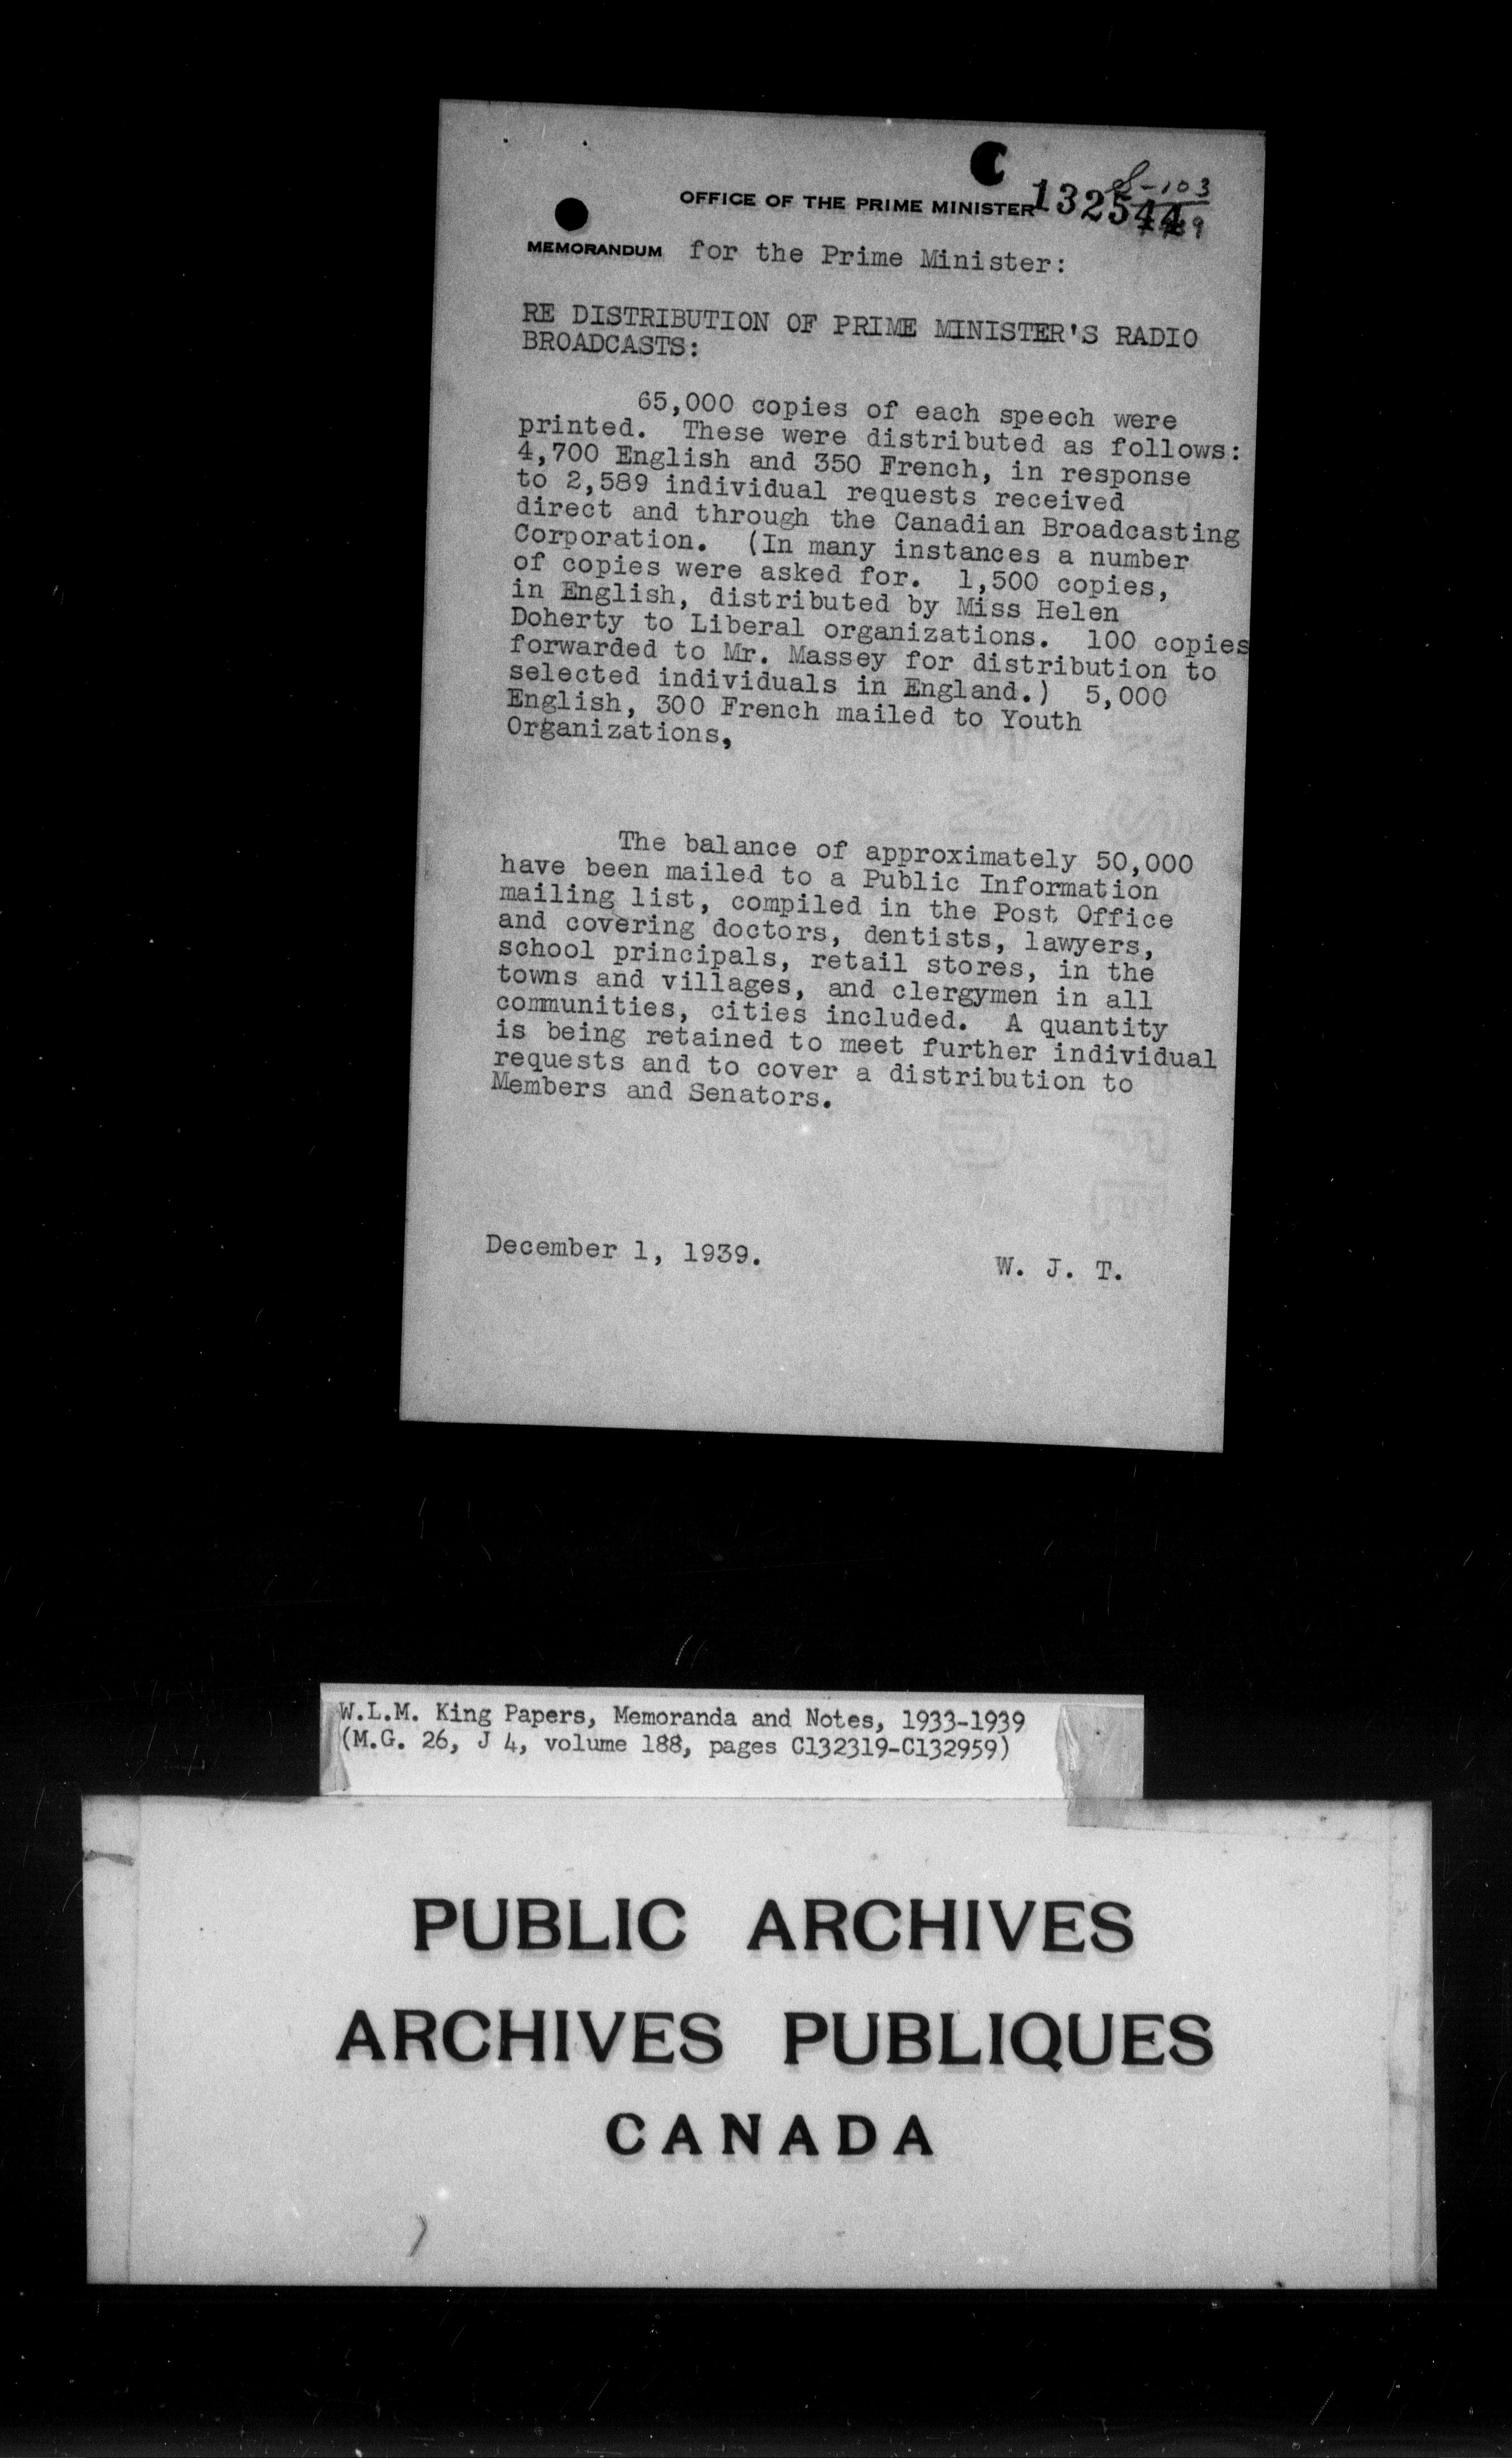 C
S-103
OFFICE OF THE PRIME MINISTER 132544
MEMORANDUM for the Prime Minister:
RE DISTRIBUTION OF PRIME MINISTER'S RADIO
BROADCASTS:
65,000 copies of each speech were
printed. These were distributed as follows:
4,700 English and 350 French, in response
to 2,589 individual requests received
direct and through the Canadian Broadcasting
Corporation. (In many instances a number
of copies were asked for. 1,500 copies,
in English, distributed by Miss Helen
Doherty to Liberal organizations. 100 copies
forwarded to Mr. Massey for distribution to
selected individuals in England.) 5,000
English, 300 French mailed to Youth
Organizations,
The balance of approximately 50,000
have been mailed to a Public Information
mailing list, compiled in the Post Office
and covering doctors, dentists, lawyers,
school principals, retail stores, in the
towns and villages, and clergymen in all
communities, cities included. A quantity
is being retained to meet further individual
requests and to cover a distribution to
Members and Senators.
December 1, 1939.
W. J. T.
W.L.M. King Papers, Memoranda and Notes, 1933-1939
(M.G. 26, J 4, volume 188, pages C132319-C132959)
PUBLIC ARCHIVES
ARCHIVES PUBLIQUES
CANADA